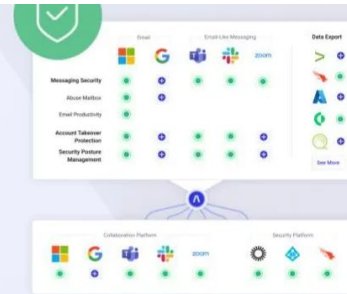 Email
Email-Like Messaging
Data Export
zoom
Messaging Security
Abuse Mailbox
Email Productivity
Account Takeover
Protection
Security Posture
Management
See More
Collaboration Platform
Security Platform
zoom